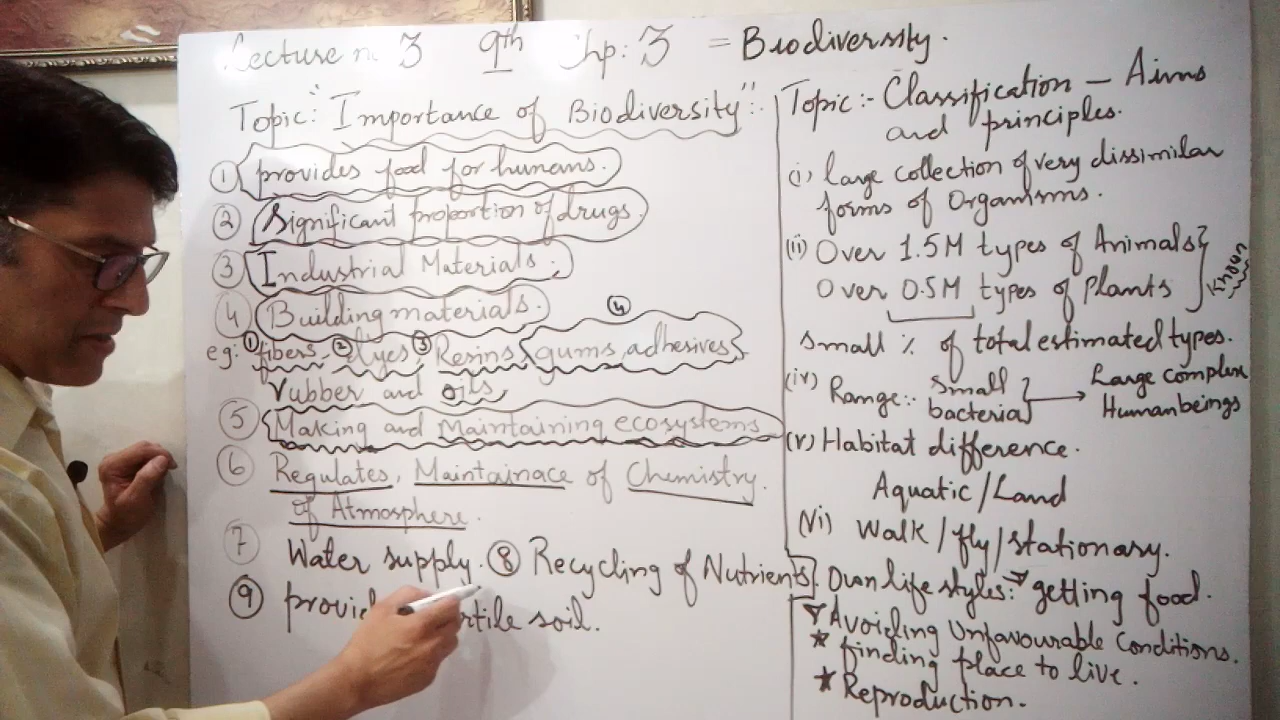 Lecture n. 3 9th Chp: 3 = Biodiversity.
Topic: "Importance of Biodiversity":
① provides food for humans.
② Significant proportion of drugs.
③ Industrial Materials.
④ Building materials.
④
eg: ① fibers, ② dyes, ③ Resins, gums, adhesives
rubber and oils,
⑤ Making and Maintaining ecosystems
⑥ Regulates, Maintainace of Chemistry
of Atmosphere.
⑦ Water supply. ⑧ Recycling of Nutrients.
⑨ soil.
Topic:- Classification - Aims
and principles.
(i) large collection of very dissimilar
forms of Organisms.
(ii) Over 1.5M types of Animals
Over 0.5M types of plants
Known
Small % of total estimated types.
(iv) Range:- Small
bacteria → Large complex
Humanbeings
(v) Habitat difference.
Aquatic/Land
(vi) Walk/fly/stationary.
Own life styles:- getting food.
Avoiding Unfavourable Conditions.
* finding place to live.
* Reproduction.